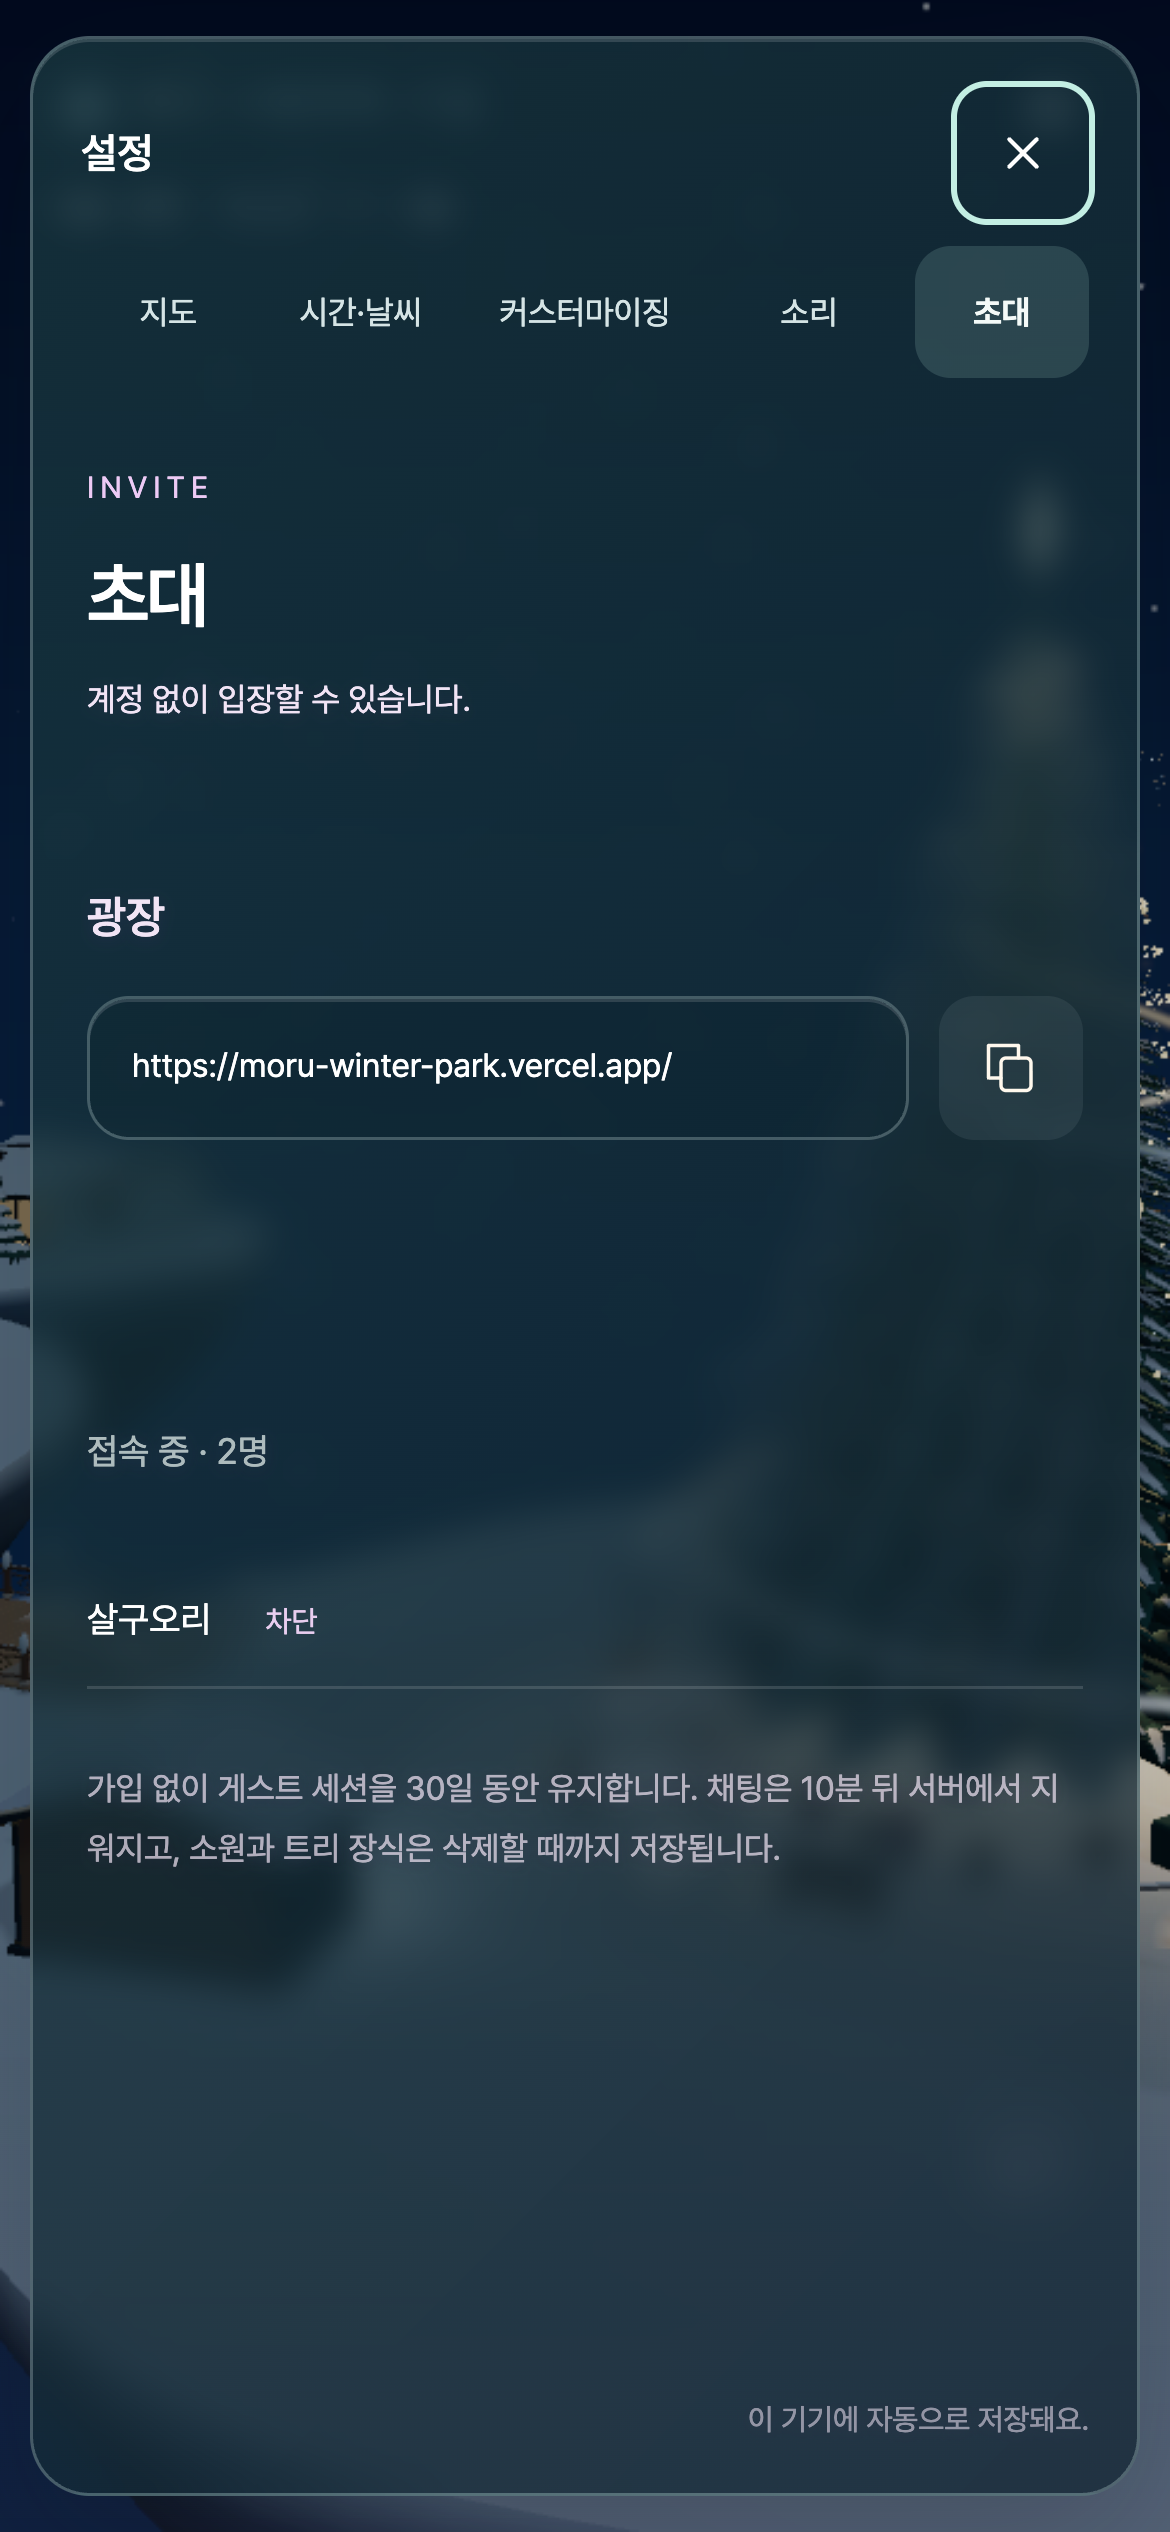 설정
지도 시간·날씨 커스터마이징 소리 초대
INVITE
초대
계정 없이 입장할 수 있습니다.
광장
https://moru-winter-park.vercel.app/
접속 중 · 2명
살구오리 차단
가입 없이 게스트 세션을 30일 동안 유지합니다. 채팅은 10분 뒤 서버에서 지
워지고, 소원과 트리 장식은 삭제할 때까지 저장됩니다.
이 기기에 자동으로 저장돼요.